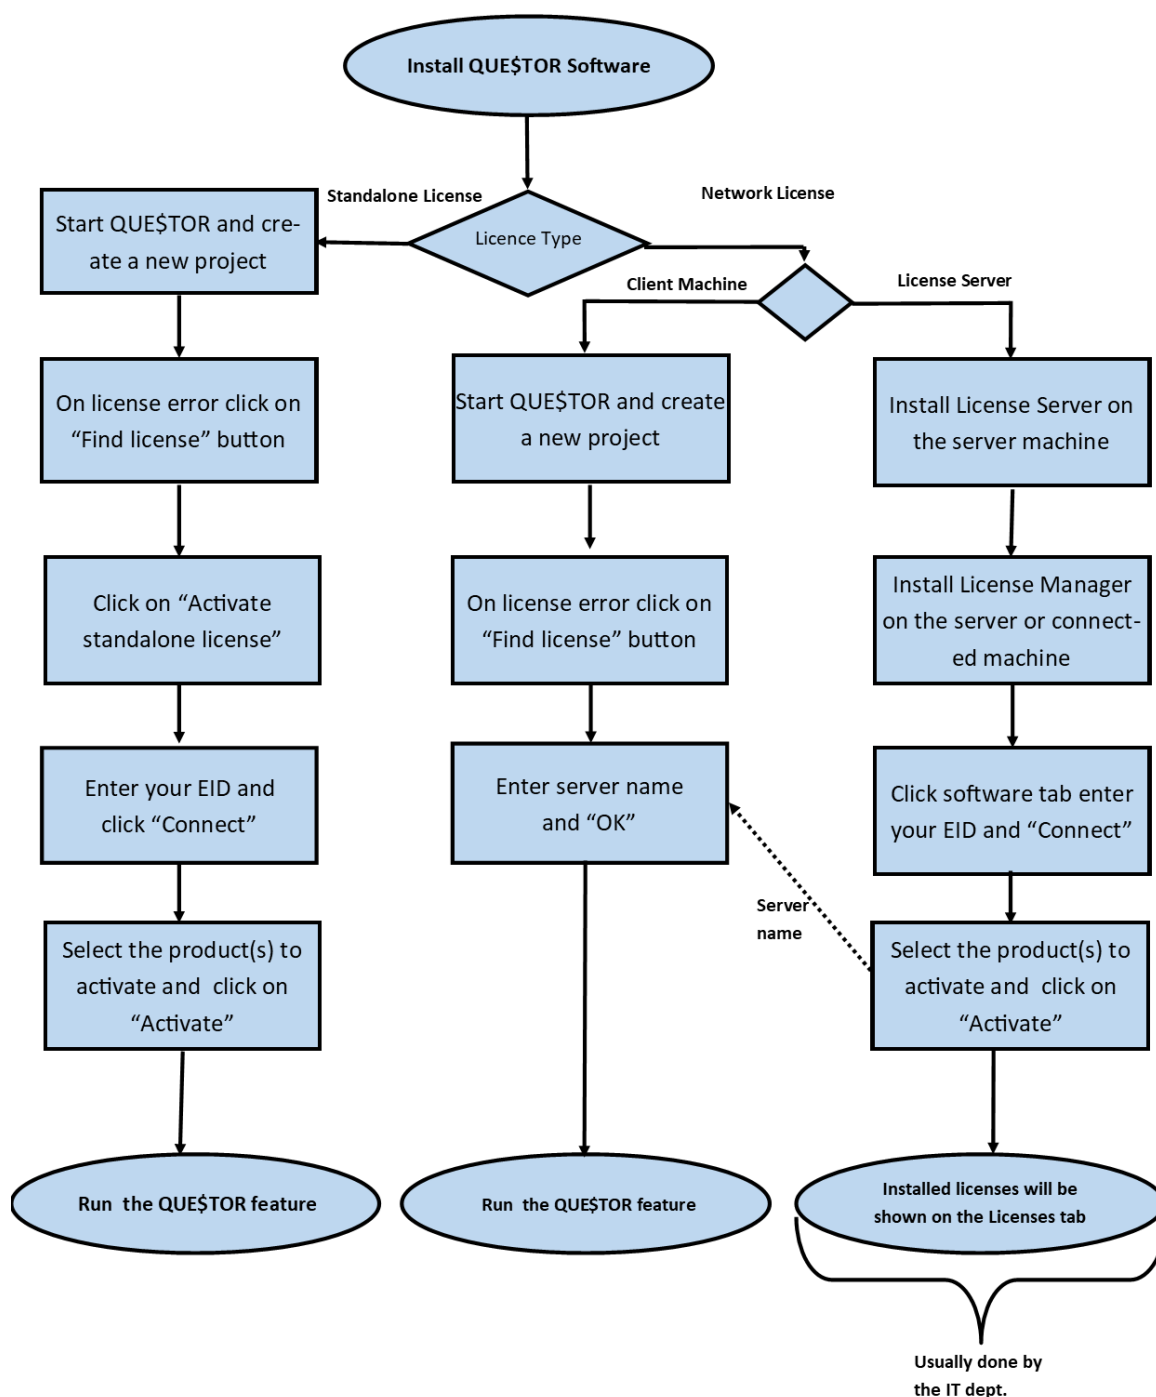 Install QUE$TOR Software
Standalone License
Network License
Licence Type
Start QUE$TOR and cre-
ate a new project
Client Machine
License Server
On license error click on
“Find license” button
Start QUE$TOR and create
a new project
Install License Server on
the server machine
Click on “Activate
standalone license”
On license error click on
“Find license” button
Install License Manager
on the server or connect-
ed machine
Enter your EID and
click “Connect”
Enter server name
and “OK”
Click software tab enter
your EID and “Connect”
Server
name
Select the product(s) to
activate and  click on
“Activate”
Select the product(s) to
activate and  click on
“Activate”
Run  the QUE$TOR feature
Run  the QUE$TOR feature
Installed licenses will be
shown on the Licenses tab
Usually done by
the IT dept.